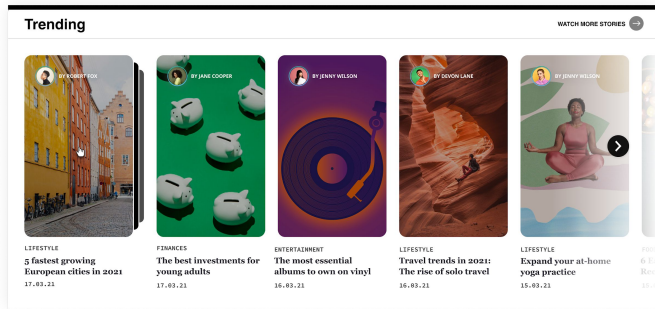 Trending
WATCH MORE STORIES
BY ROBERT FOX
BY JANE COOPER
BY JENNY WILSON
BY DEVON LANE
BY JENNY WILSON
LIFESTYLE
5 fastest growing
European cities in 2021
17.03.21
FINANCES
The best investments for
young adults
17.03.21
ENTERTAINMENT
The most essential
albums to own on vinyl
16.03.21
LIFESTYLE
Travel trends in 2021:
The rise of solo travel
16.03.21
LIFESTYLE
Expand your at-home
yoga practice
15.03.21